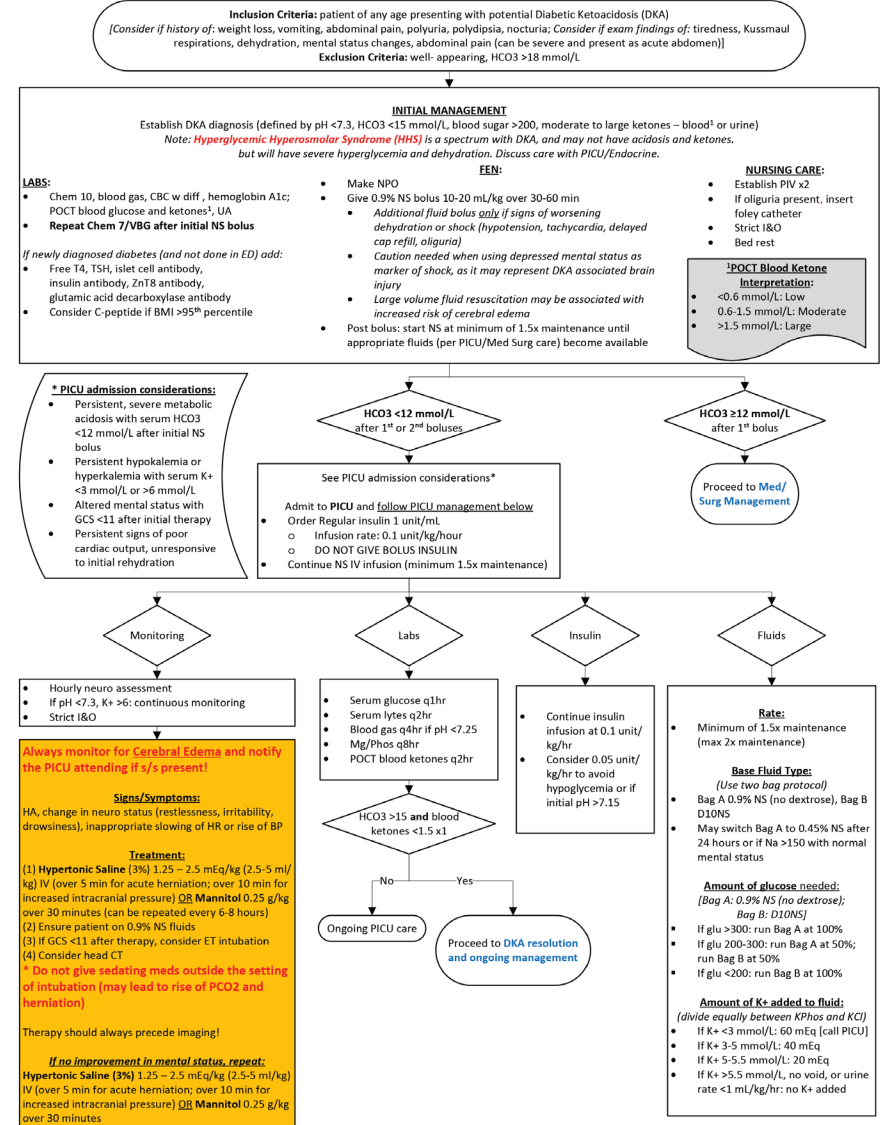 Inclusion Criteria: patient of any age presenting with potential Diabetic Ketoacidosis (DKA)
[Consider if history of: weight loss, vomiting, abdominal pain, polyuria, polydipsia, nocturia; Consider if exam findings of: tiredness, Kussmaul
respirations, dehydration, mental status changes, abdominal pain (can be severe and present as acute abdomen)]
Exclusion Criteria: well- appearing, HCO3 >18 mmol/L
INITIAL MANAGEMENT
Establish DKA diagnosis (defined by pH <7.3, HCO3 <15 mmol/L, blood sugar >200, moderate to large ketones – blood¹ or urine)
Note: Hyperglycemic Hyperosmolar Syndrome (HHS) is a spectrum with DKA, and may not have acidosis and ketones.
but will have severe hyperglycemia and dehydration. Discuss care with PICU/Endocrine.
LABS:
• Chem 10, blood gas, CBC w diff , hemoglobin A1c;
POCT blood glucose and ketones¹, UA
• Repeat Chem 7/VBG after initial NS bolus
If newly diagnosed diabetes (and not done in ED) add:
• Free T4, TSH, islet cell antibody,
insulin antibody, ZnT8 antibody,
glutamic acid decarboxylase antibody
• Consider C-peptide if BMI >95th percentile
FEN:
• Make NPO
• Give 0.9% NS bolus 10-20 mL/kg over 30-60 min
• Additional fluid bolus only if signs of worsening
dehydration or shock (hypotension, tachycardia, delayed
cap refill, oliguria)
• Caution needed when using depressed mental status as
marker of shock, as it may represent DKA associated brain
injury
• Large volume fluid resuscitation may be associated with
increased risk of cerebral edema
• Post bolus: start NS at minimum of 1.5x maintenance until
appropriate fluids (per PICU/Med Surg care) become available
NURSING CARE:
• Establish PIV x2
• If oliguria present, insert
foley catheter
• Strict I&O
• Bed rest
¹POCT Blood Ketone
Interpretation:
• <0.6 mmol/L: Low
• 0.6-1.5 mmol/L: Moderate
• >1.5 mmol/L: Large
* PICU admission considerations:
• Persistent, severe metabolic
acidosis with serum HCO3
<12 mmol/L after initial NS
bolus
• Persistent hypokalemia or
hyperkalemia with serum K+
<3 mmol/L or >6 mmol/L
• Altered mental status with
GCS <11 after initial therapy
• Persistent signs of poor
cardiac output, unresponsive
to initial rehydration
HCO3 <12 mmol/L
after 1st or 2nd boluses
HCO3 ≥12 mmol/L
after 1st bolus
See PICU admission considerations*
Admit to PICU and follow PICU management below
• Order Regular insulin 1 unit/mL
o Infusion rate: 0.1 unit/kg/hour
o DO NOT GIVE BOLUS INSULIN
• Continue NS IV infusion (minimum 1.5x maintenance)
Proceed to Med/
Surg Management
Monitoring
Labs
Insulin
Fluids
• Hourly neuro assessment
• If pH <7.3, K+ >6: continuous monitoring
• Strict I&O
Always monitor for Cerebral Edema and notify
the PICU attending if s/s present!
Signs/Symptoms:
HA, change in neuro status (restlessness, irritability,
drowsiness), inappropriate slowing of HR or rise of BP
Treatment:
(1) Hypertonic Saline (3%) 1.25 – 2.5 mEq/kg (2.5-5 ml/
kg) IV (over 5 min for acute herniation; over 10 min for
increased intracranial pressure) OR Mannitol 0.25 g/kg
over 30 minutes (can be repeated every 6-8 hours)
(2) Ensure patient on 0.9% NS fluids
(3) If GCS <11 after therapy, consider ET intubation
(4) Consider head CT
* Do not give sedating meds outside the setting
of intubation (may lead to rise of PCO2 and
herniation)
Therapy should always precede imaging!
If no improvement in mental status, repeat:
Hypertonic Saline (3%) 1.25 – 2.5 mEq/kg (2.5-5 ml/kg)
IV (over 5 min for acute herniation; over 10 min for
increased intracranial pressure) OR Mannitol 0.25 g/kg
over 30 minutes
• Serum glucose q1hr
• Serum lytes q2hr
• Blood gas q4hr if pH <7.25
• Mg/Phos q8hr
• POCT blood ketones q2hr
HCO3 >15 and blood
ketones <1.5 x1
No
Yes
Ongoing PICU care
Proceed to DKA resolution
and ongoing management
• Continue insulin
infusion at 0.1 unit/
kg/hr
• Consider 0.05 unit/
kg/hr to avoid
hypoglycemia or if
initial pH >7.15
Rate:
• Minimum of 1.5x maintenance
(max 2x maintenance)
Base Fluid Type:
(Use two bag protocol)
• Bag A 0.9% NS (no dextrose), Bag B
D10NS
• May switch Bag A to 0.45% NS after
24 hours or if Na >150 with normal
mental status
Amount of glucose needed:
[Bag A: 0.9% NS (no dextrose);
Bag B: D10NS]
▪ If glu >300: run Bag A at 100%
▪ If glu 200-300: run Bag A at 50%;
run Bag B at 50%
▪ If glu <200: run Bag B at 100%
Amount of K+ added to fluid:
(divide equally between KPhos and KCl)
• If K+ <3 mmol/L: 60 mEq [call PICU]
• If K+ 3-5 mmol/L: 40 mEq
• If K+ 5-5.5 mmol/L: 20 mEq
• If K+ >5.5 mmol/L, no void, or urine
rate <1 mL/kg/hr: no K+ added